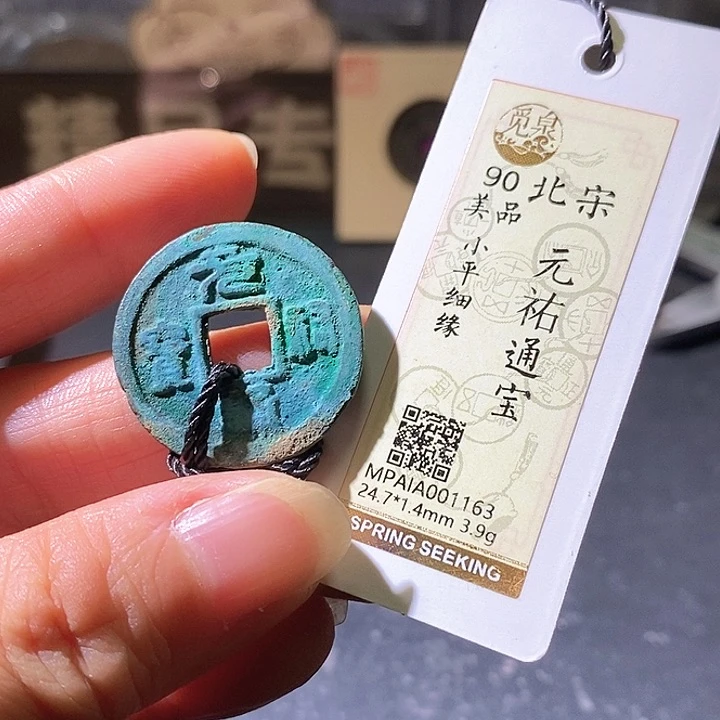 觅泉
90 北宋
美品
元祐通宝
小平细缘
MPAIA001163
24.7*1.4mm 3.9g
SPRING SEEKING